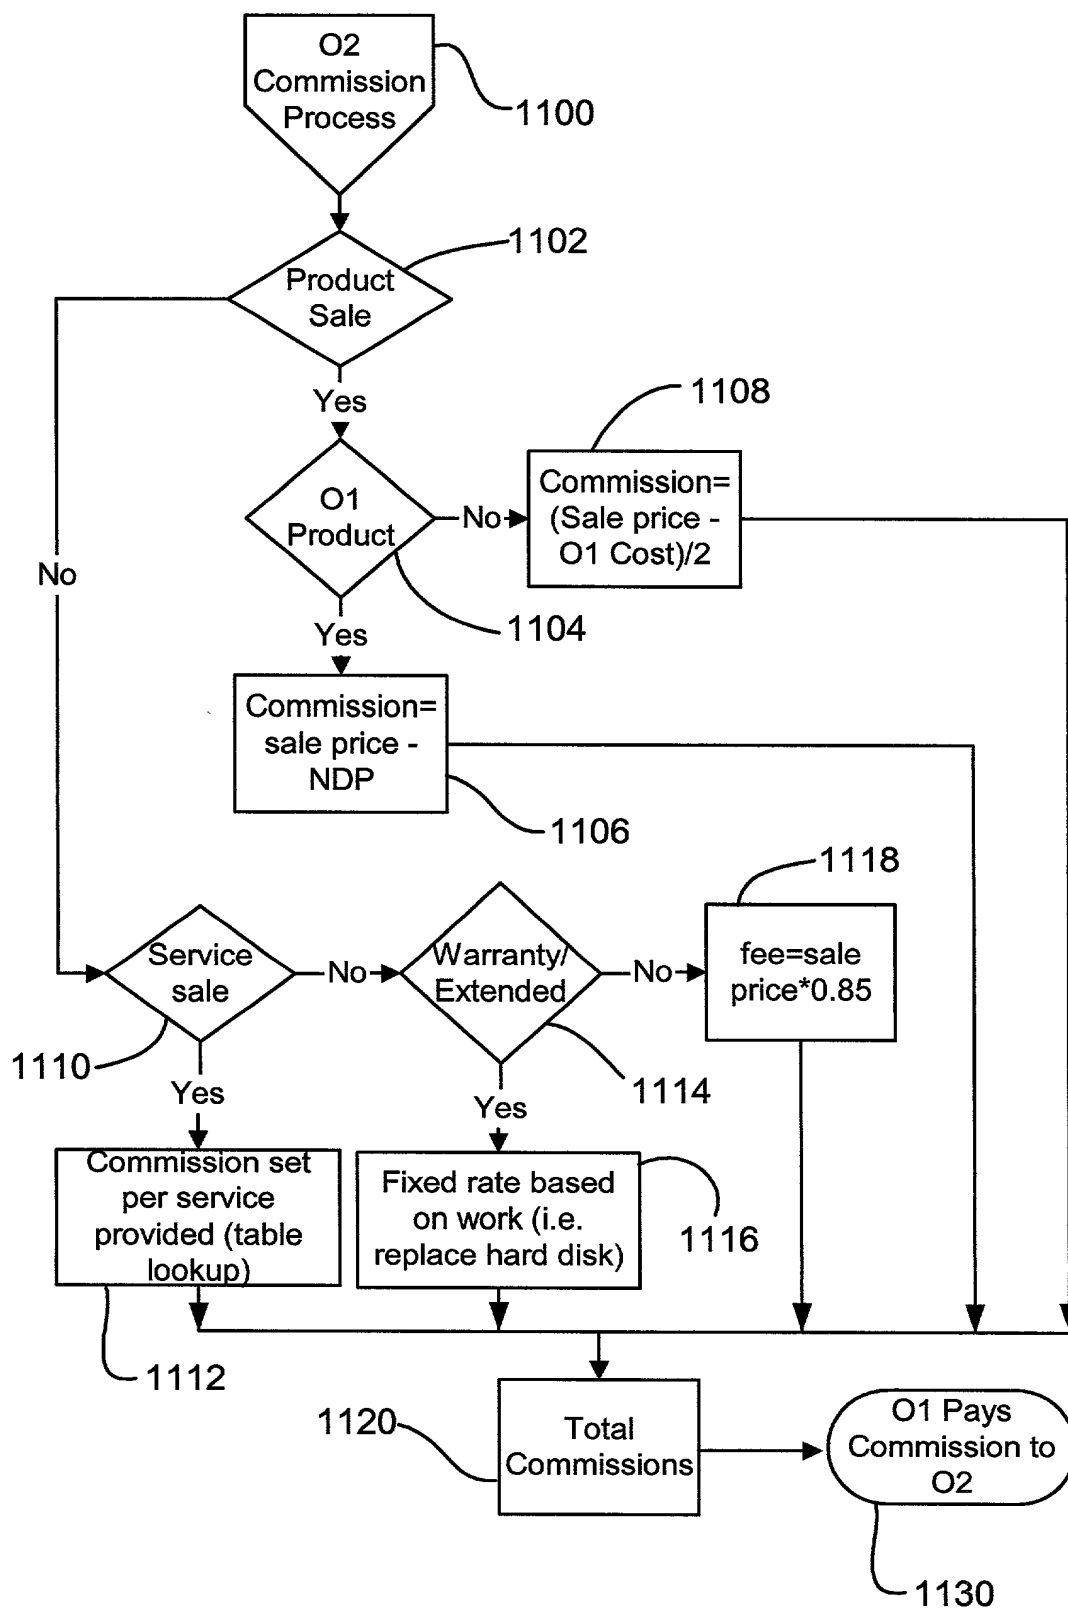 O2
Commission
Process
1100
1102
Product
Sale
Yes
1108
O1
Product
No
Commission=
(Sale price -
O1 Cost)/2
No
1104
Yes
Commission=
sale price -
NDP
1106
1118
Service
sale
No
Warranty/
Extended
No
fee=sale
price*0.85
1110
1114
Yes
Yes
Commission set
per service
provided (table
lookup)
Fixed rate based
on work (i.e.
replace hard disk)
1116
1112
1120
Total
Commissions
O1 Pays
Commission to
O2
1130